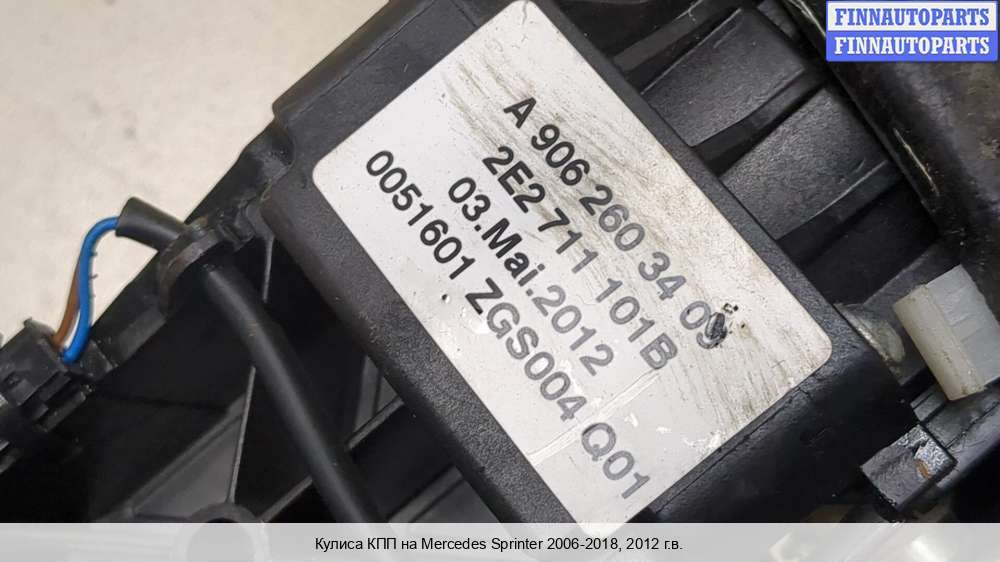 FINNAUTOPARTS
FINNAUTOPARTS
A 906 260 34 09
2E2 711 101B
03.Mai.2012
0051601 ZGS004 Q01
Кулиса КПП на Mercedes Sprinter 2006-2018, 2012 г.в.